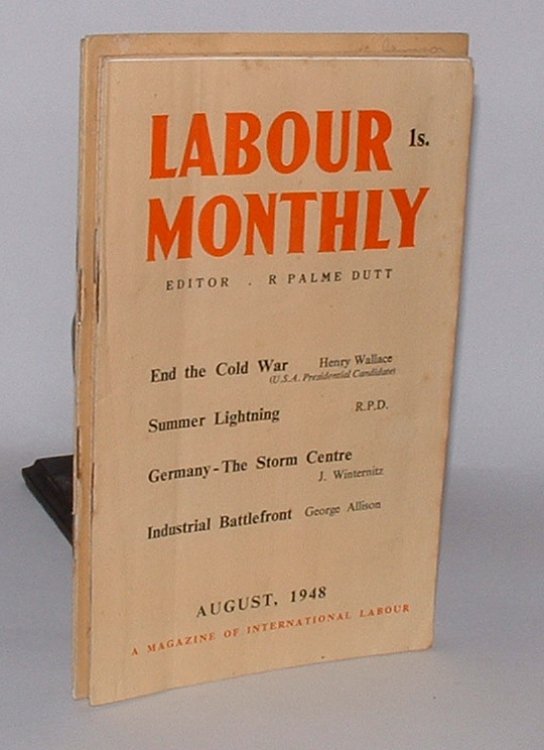 LABOUR 1s.
MONTHLY
EDITOR . R PALME DUTT
End the Cold War Henry Wallace
(U.S.A. Presidential Candidate)
Summer Lightning R.P.D.
Germany - The Storm Centre
J. Winternitz
Industrial Battlefront George Allison
AUGUST, 1948
A MAGAZINE OF INTERNATIONAL LABOUR